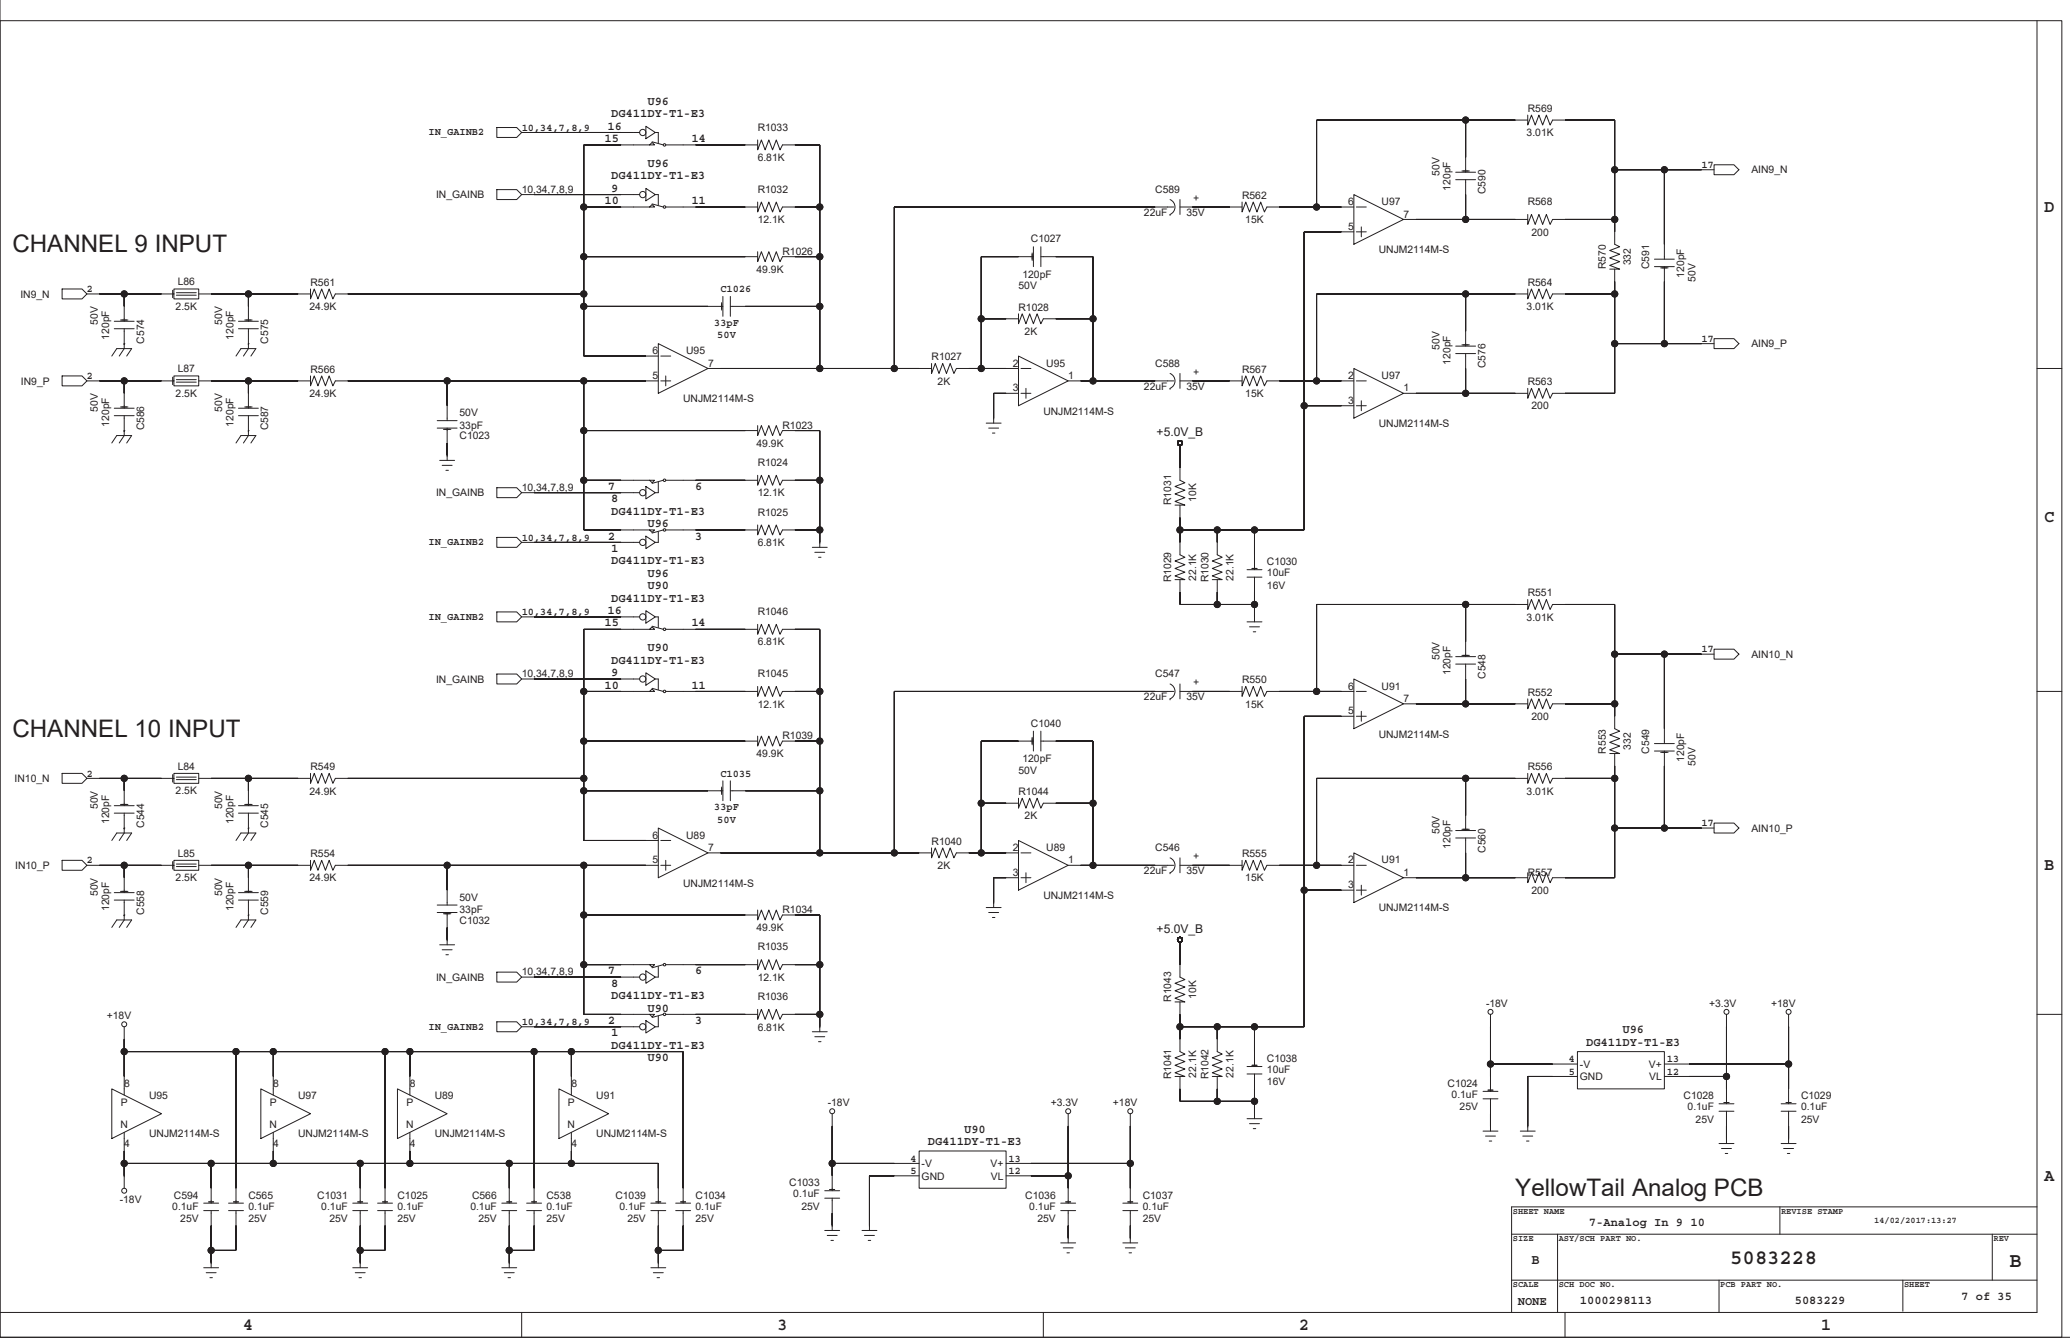 U96
DG411DY-T1-E3
IN_GAINB2
10,34,7,8,9
16
15
14
R1033
6.81K
U96
DG411DY-T1-E3
IN_GAINB
10,34,7,8,9
9
10
11
R1032
12.1K
R1026
49.9K
C1026
33pF
50V
CHANNEL 9 INPUT
IN9_N
2
50V
120pF
C574
L86
2.5K
50V
120pF
C575
R561
24.9K
IN9_P
2
50V
120pF
C586
L87
2.5K
50V
120pF
C587
R566
24.9K
50V
33pF
C1023
6
5
7
U95
UNJM2114M-S
R1023
49.9K
R1024
12.1K
IN_GAINB
10,34,7,8,9
7
8
6
DG411DY-T1-E3
U96
R1025
6.81K
IN_GAINB2
10,34,7,8,9
2
1
3
DG411DY-T1-E3
U96
R1027
2K
C1027
120pF
50V
R1028
2K
2
3
1
U95
UNJM2114M-S
C589
22uF
+
35V
R562
15K
C588
22uF
+
35V
R567
15K
6
5
7
U97
UNJM2114M-S
50V
120pF
C590
R569
3.01K
R568
200
R570
332
R564
3.01K
C591
120pF
50V
50V
120pF
C576
2
3
1
U97
UNJM2114M-S
R563
200
17
AIN9_N
17
AIN9_P
+5.0V_B
R1031
10K
R1029
22.1K
R1030
22.1K
C1030
10uF
16V
U90
DG411DY-T1-E3
IN_GAINB2
10,34,7,8,9
16
15
14
R1046
6.81K
U90
DG411DY-T1-E3
IN_GAINB
10,34,7,8,9
9
10
11
R1045
12.1K
R1039
49.9K
C1035
33pF
50V
CHANNEL 10 INPUT
IN10_N
2
50V
120pF
C544
L84
2.5K
50V
120pF
C545
R549
24.9K
IN10_P
2
50V
120pF
C558
L85
2.5K
50V
120pF
C559
R554
24.9K
50V
33pF
C1032
6
5
7
U89
UNJM2114M-S
R1034
49.9K
R1035
12.1K
IN_GAINB
10,34,7,8,9
7
8
6
DG411DY-T1-E3
U90
R1036
6.81K
IN_GAINB2
10,34,7,8,9
2
1
3
DG411DY-T1-E3
U90
R1040
2K
C1040
120pF
50V
R1044
2K
2
3
1
U89
UNJM2114M-S
C547
22uF
+
35V
R550
15K
C546
22uF
+
35V
R555
15K
6
5
7
U91
UNJM2114M-S
50V
120pF
C548
R551
3.01K
R552
200
R553
332
R556
3.01K
C549
120pF
50V
50V
120pF
C560
2
3
1
U91
UNJM2114M-S
R557
200
17
AIN10_N
17
AIN10_P
+5.0V_B
R1043
10K
R1041
22.1K
R1042
22.1K
C1038
10uF
16V
+18V
8
P
N
4
U95
UNJM2114M-S
8
P
N
4
U97
UNJM2114M-S
8
P
N
4
U89
UNJM2114M-S
8
P
N
4
U91
UNJM2114M-S
-18V
C594
0.1uF
25V
C565
0.1uF
25V
C1031
0.1uF
25V
C1025
0.1uF
25V
C566
0.1uF
25V
C538
0.1uF
25V
C1039
0.1uF
25V
C1034
0.1uF
25V
-18V
+3.3V
+18V
U90
DG411DY-T1-E3
4
-V
V+
13
5
GND
VL
12
C1033
0.1uF
25V
C1036
0.1uF
25V
C1037
0.1uF
25V
-18V
+3.3V
+18V
U96
DG411DY-T1-E3
4
-V
V+
13
5
GND
VL
12
C1024
0.1uF
25V
C1028
0.1uF
25V
C1029
0.1uF
25V
YellowTail Analog PCB
SHEET NAME
7-Analog In 9 10
REVISE STAMP
14/02/2017:13:27
SIZE
B
ASY/SCH PART NO.
5083228
REV
B
SCALE
NONE
SCH DOC NO.
1000298113
PCB PART NO.
5083229
SHEET
7 of 35
D
C
B
A
4
3
2
1